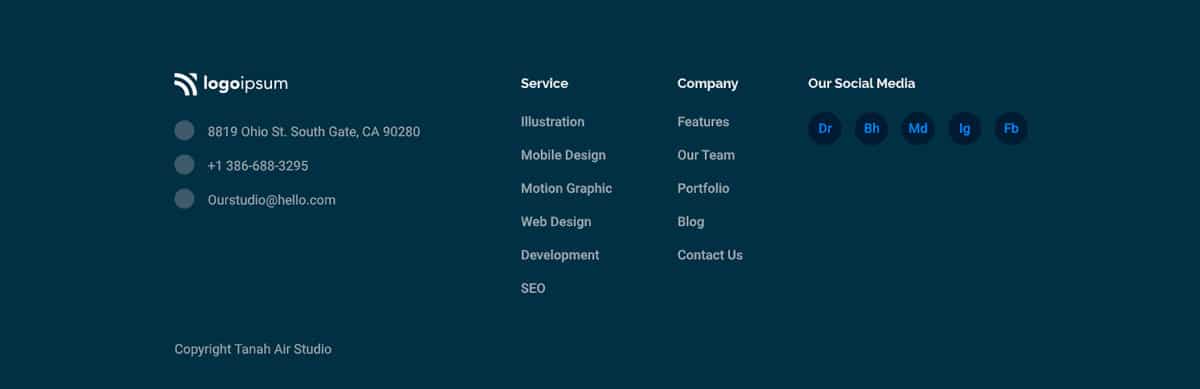 logoipsum
8819 Ohio St. South Gate, CA 90280
+1 386-688-3295
Ourstudio@hello.com
Service
Illustration
Mobile Design
Motion Graphic
Web Design
Development
SEO
Company
Features
Our Team
Portfolio
Blog
Contact Us
Our Social Media
Dr Bh Md Ig Fb
Copyright Tanah Air Studio